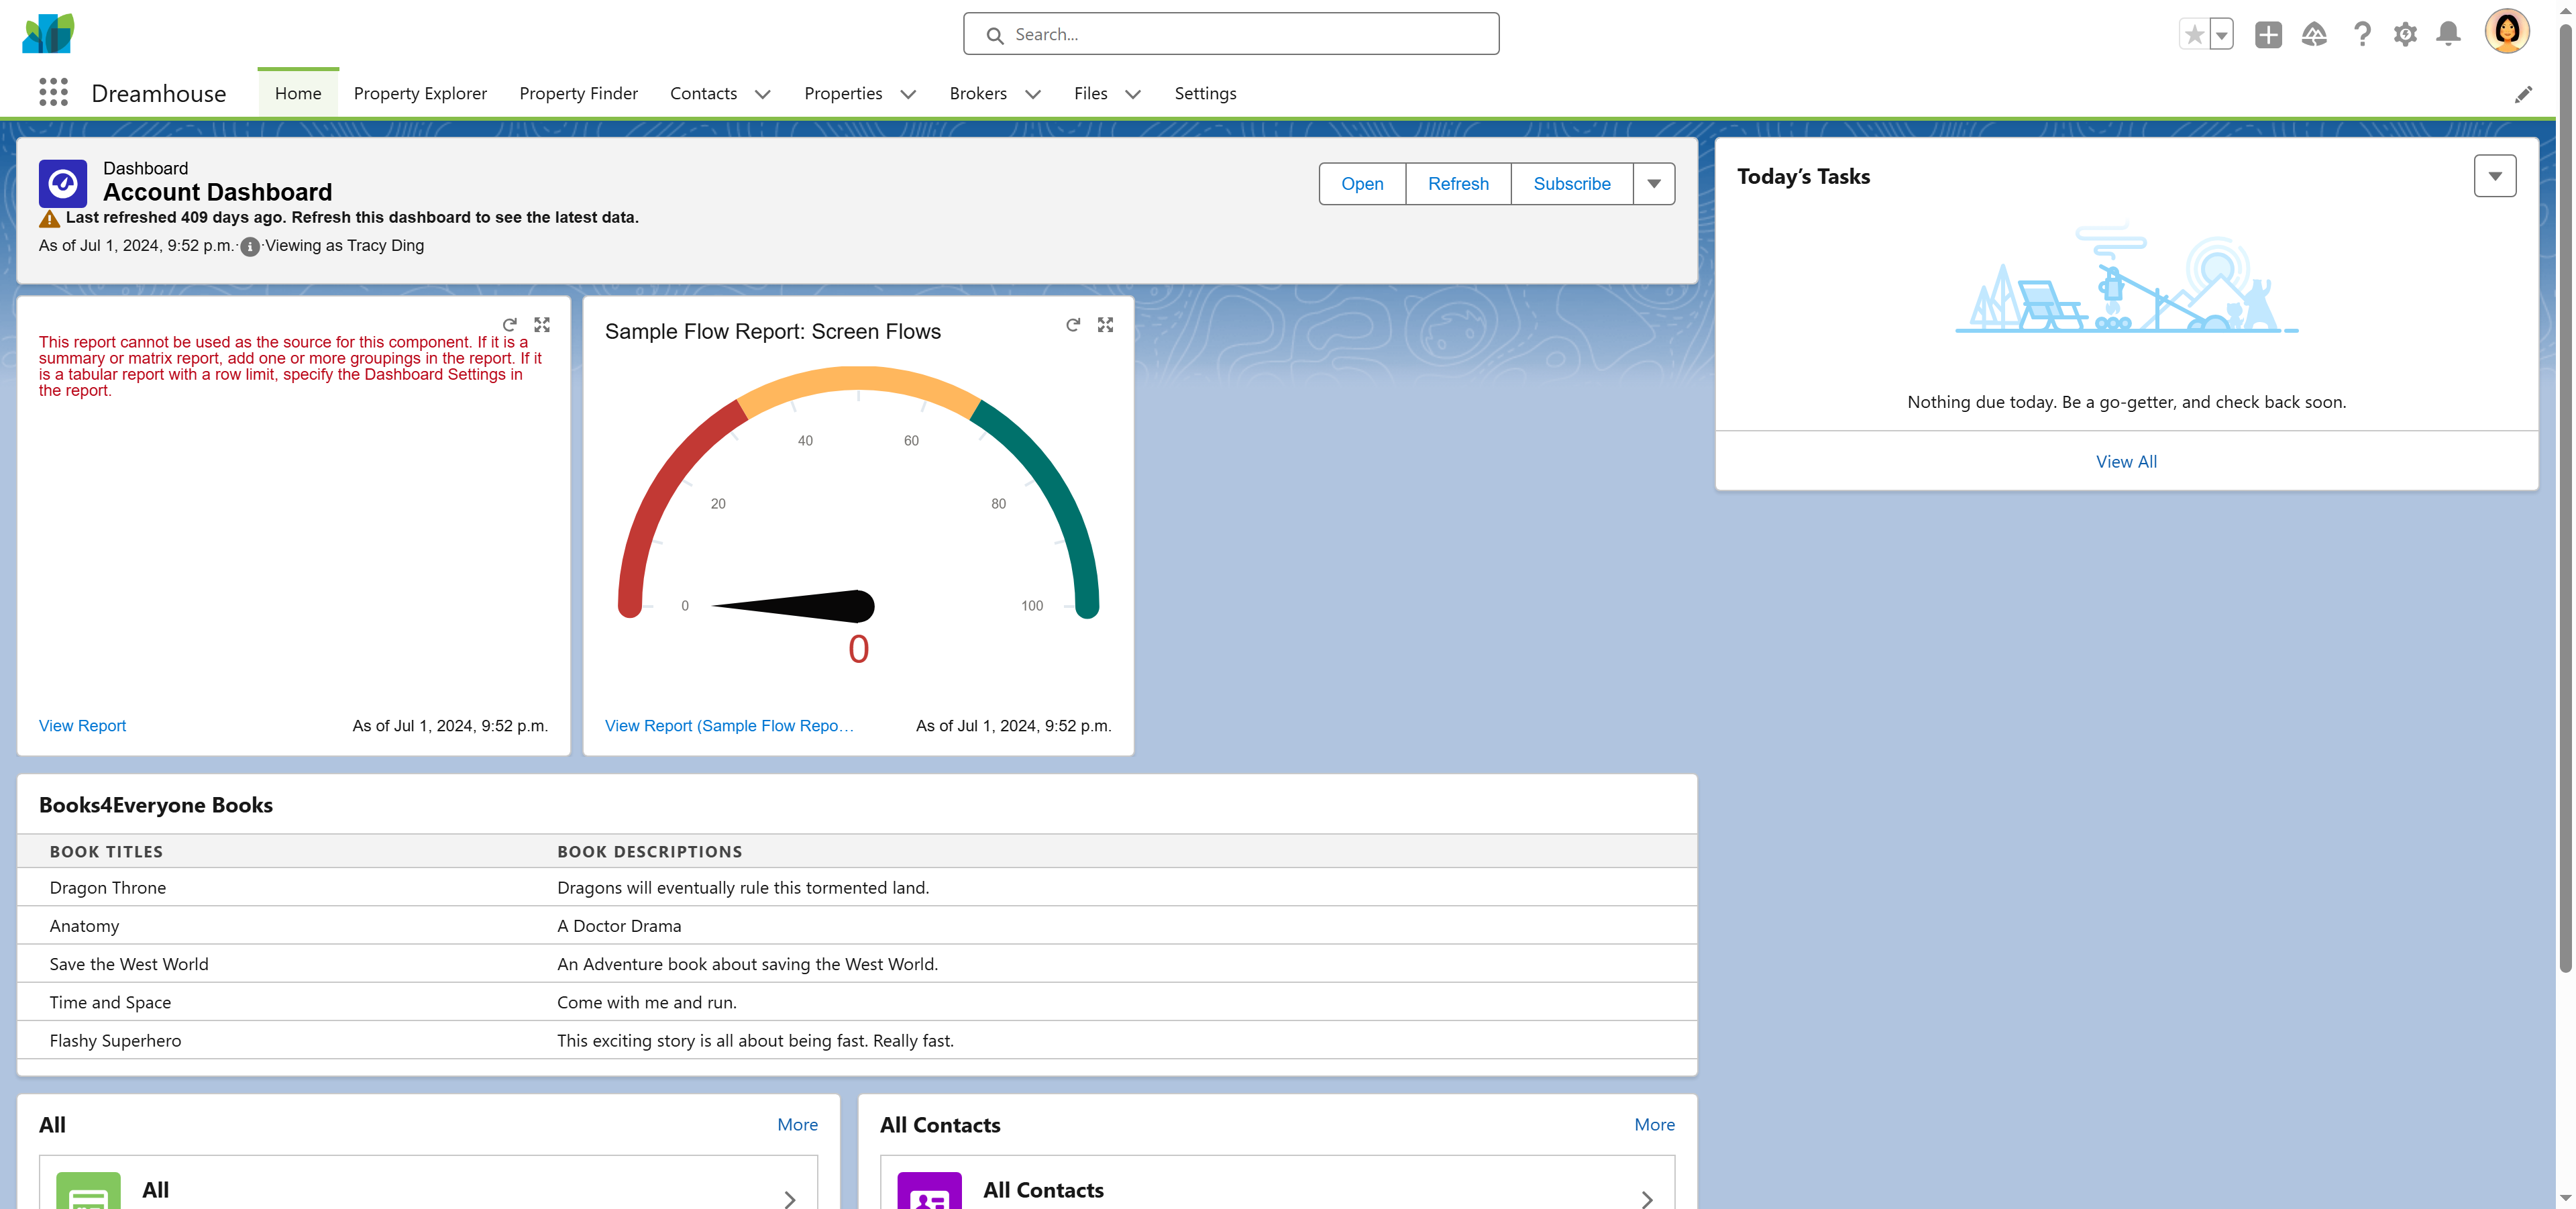 Search...
Dreamhouse
Home
Property Explorer
Property Finder
Contacts
Properties
Brokers
Files
Settings
Dashboard
Account Dashboard
Last refreshed 409 days ago. Refresh this dashboard to see the latest data.
As of Jul 1, 2024, 9:52 p.m.·Viewing as Tracy Ding
Open
Refresh
Subscribe
Today’s Tasks
Nothing due today. Be a go-getter, and check back soon.
View All
This report cannot be used as the source for this component. If it is a
summary or matrix report, add one or more groupings in the report. If it
is a tabular report with a row limit, specify the Dashboard Settings in
the report.
View Report
As of Jul 1, 2024, 9:52 p.m.
Sample Flow Report: Screen Flows
0
20
40
60
80
100
0
View Report (Sample Flow Repo…
As of Jul 1, 2024, 9:52 p.m.
Books4Everyone Books
BOOK TITLES
BOOK DESCRIPTIONS
Dragon Throne
Dragons will eventually rule this tormented land.
Anatomy
A Doctor Drama
Save the West World
An Adventure book about saving the West World.
Time and Space
Come with me and run.
Flashy Superhero
This exciting story is all about being fast. Really fast.
All
More
All
All Contacts
More
All Contacts